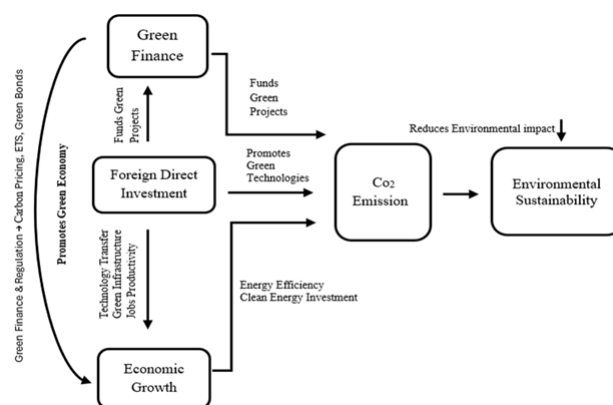 Green
Finance
Green Finance & Regulation → Carbon Pricing, ETS, Green Bonds
Promotes Green Economy
Funds Green
Projects
Funds
Green
Projects
Reduces Environmental impact
Foreign Direct
Investment
Promotes
Green
Technologies
Co2
Emission
Environmental
Sustainability
Technology Transfer
Green Infrastructure
Jobs Productivity
Energy Efficiency
Clean Energy Investment
Economic
Growth